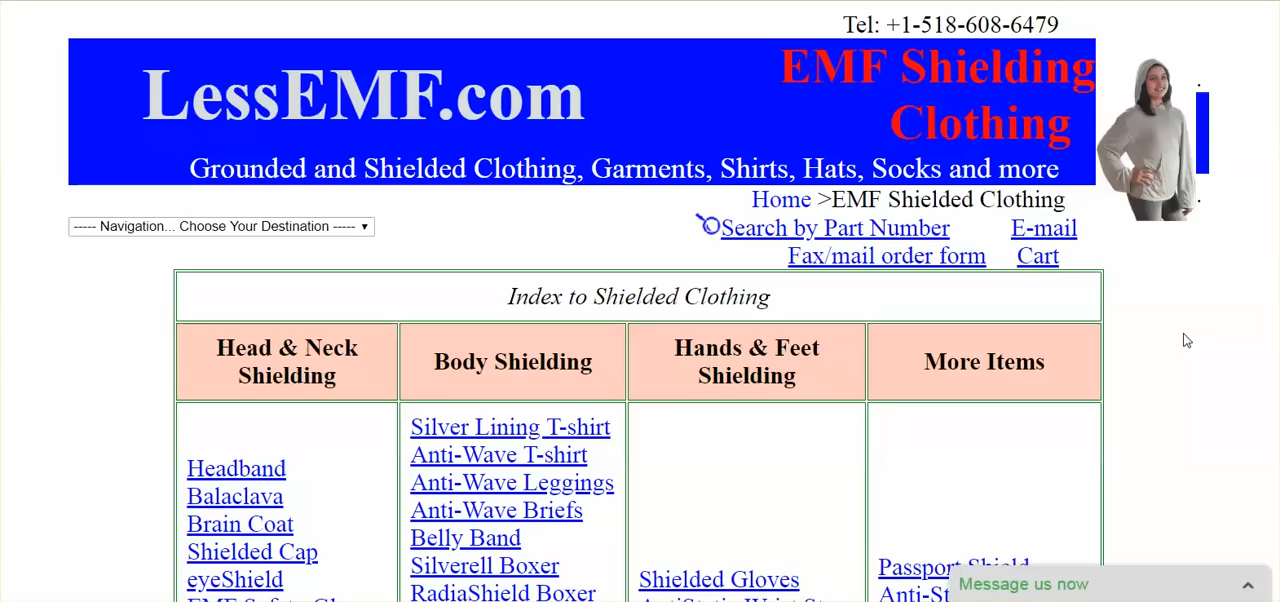 Tel: +1-518-608-6479
LessEMF.com
EMF Shielding
Clothing
Grounded and Shielded Clothing, Garments, Shirts, Hats, Socks and more
Home >EMF Shielded Clothing
----- Navigation... Choose Your Destination -----
Search by Part Number
E-mail
Fax/mail order form
Cart
Index to Shielded Clothing
Head & Neck
Shielding
Body Shielding
Hands & Feet
Shielding
More Items
Headband
Balaclava
Brain Coat
Shielded Cap
eyeShield
Silver Lining T-shirt
Anti-Wave T-shirt
Anti-Wave Leggings
Anti-Wave Briefs
Belly Band
Silverell Boxer
RadiaShield Boxer
Shielded Gloves
Passport Shield
Message us now